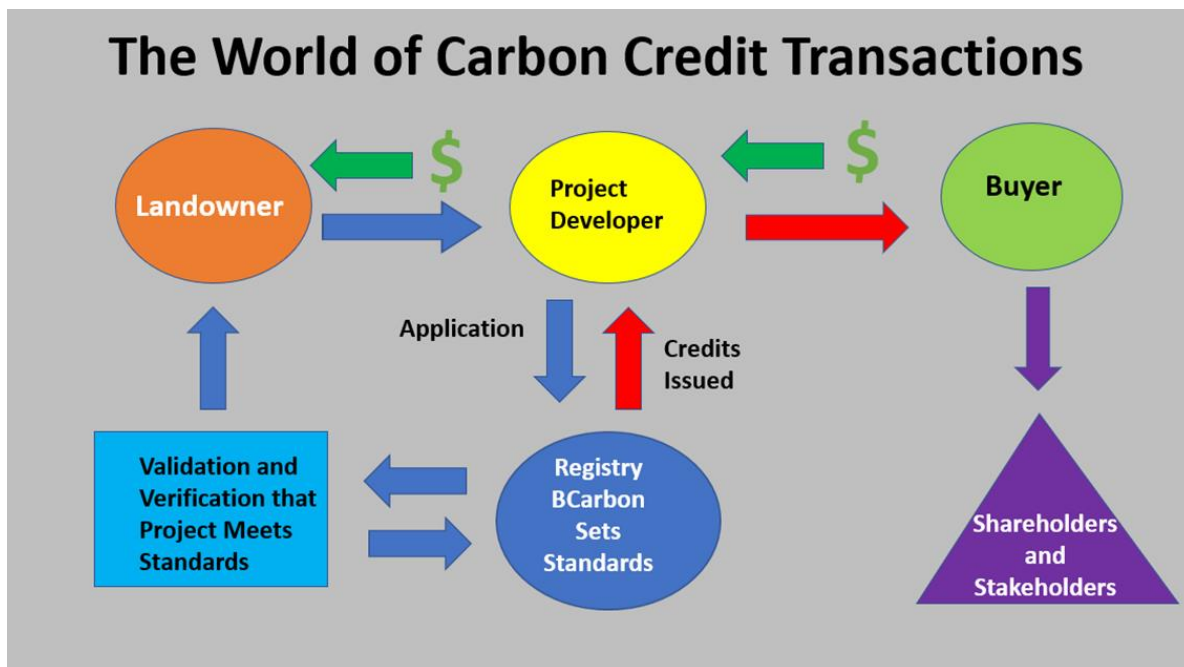 The World of Carbon Credit Transactions
$
$
Landowner
Project
Developer
Buyer
Application
Credits
Issued
Validation and
Verification that
Project Meets
Standards
Registry
BCarbon
Sets
Standards
Shareholders
and
Stakeholders